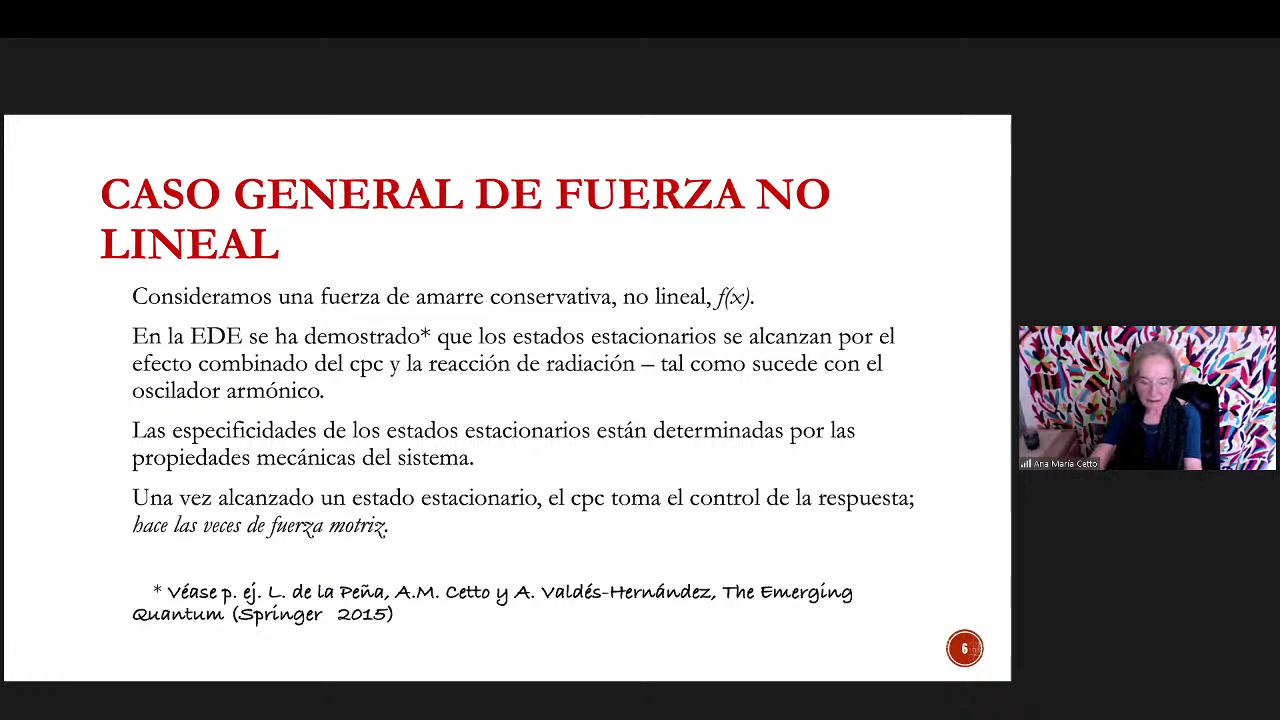 CASO GENERAL DE FUERZA NO
LINEAL
Consideramos una fuerza de amarre conservativa, no lineal, f(x).
En la EDE se ha demostrado* que los estados estacionarios se alcanzan por el
efecto combinado del cpc y la reacción de radiación – tal como sucede con el
oscilador armónico.
Las especificidades de los estados estacionarios están determinadas por las
propiedades mecánicas del sistema.
Una vez alcanzado un estado estacionario, el cpc toma el control de la respuesta;
hace las veces de fuerza motriz.
* Véase p. ej. L. de la Peña, A.M. Cetto y A. Valdés-Hernández, The Emerging
Quantum (Springer 2015)
6
Ana María Cetto